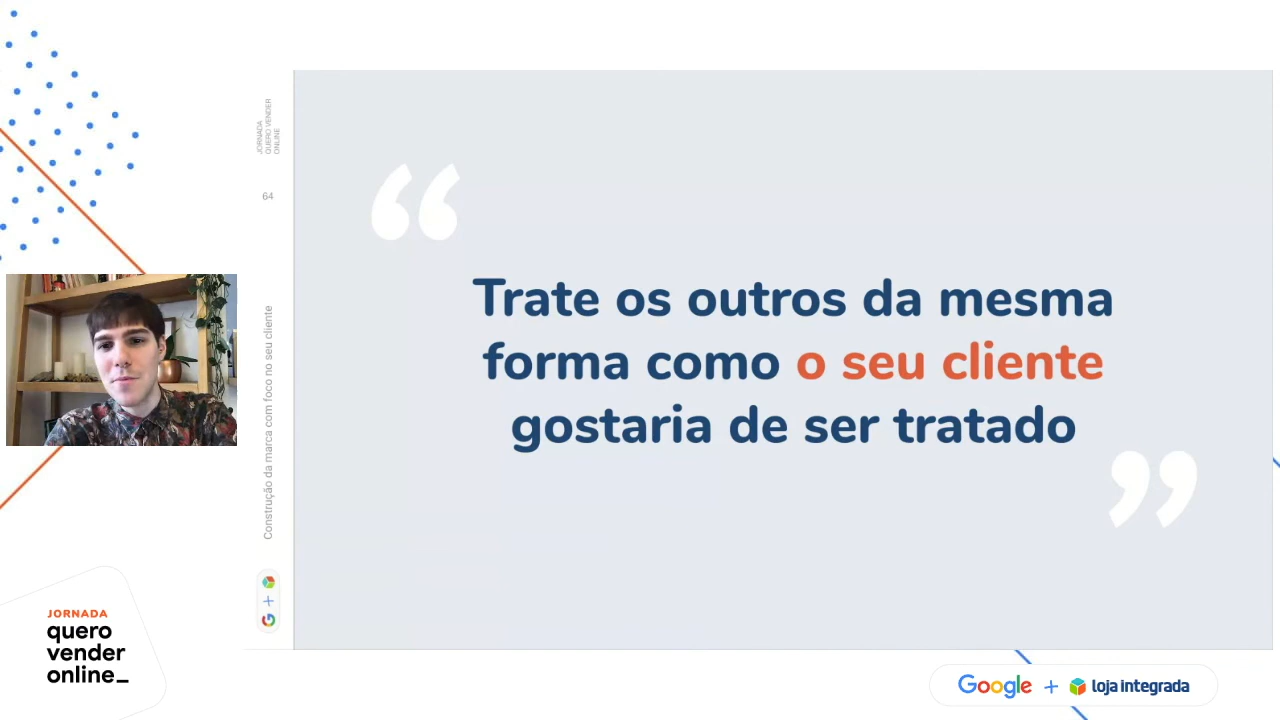 JORNADA
QUERO VENDER
ONLINE
64
“
Trate os outros da mesma
forma como o seu cliente
gostaria de ser tratado
”
Construção da marca com foco no seu cliente
G +
JORNADA
quero
vender
online_
Google + loja integrada